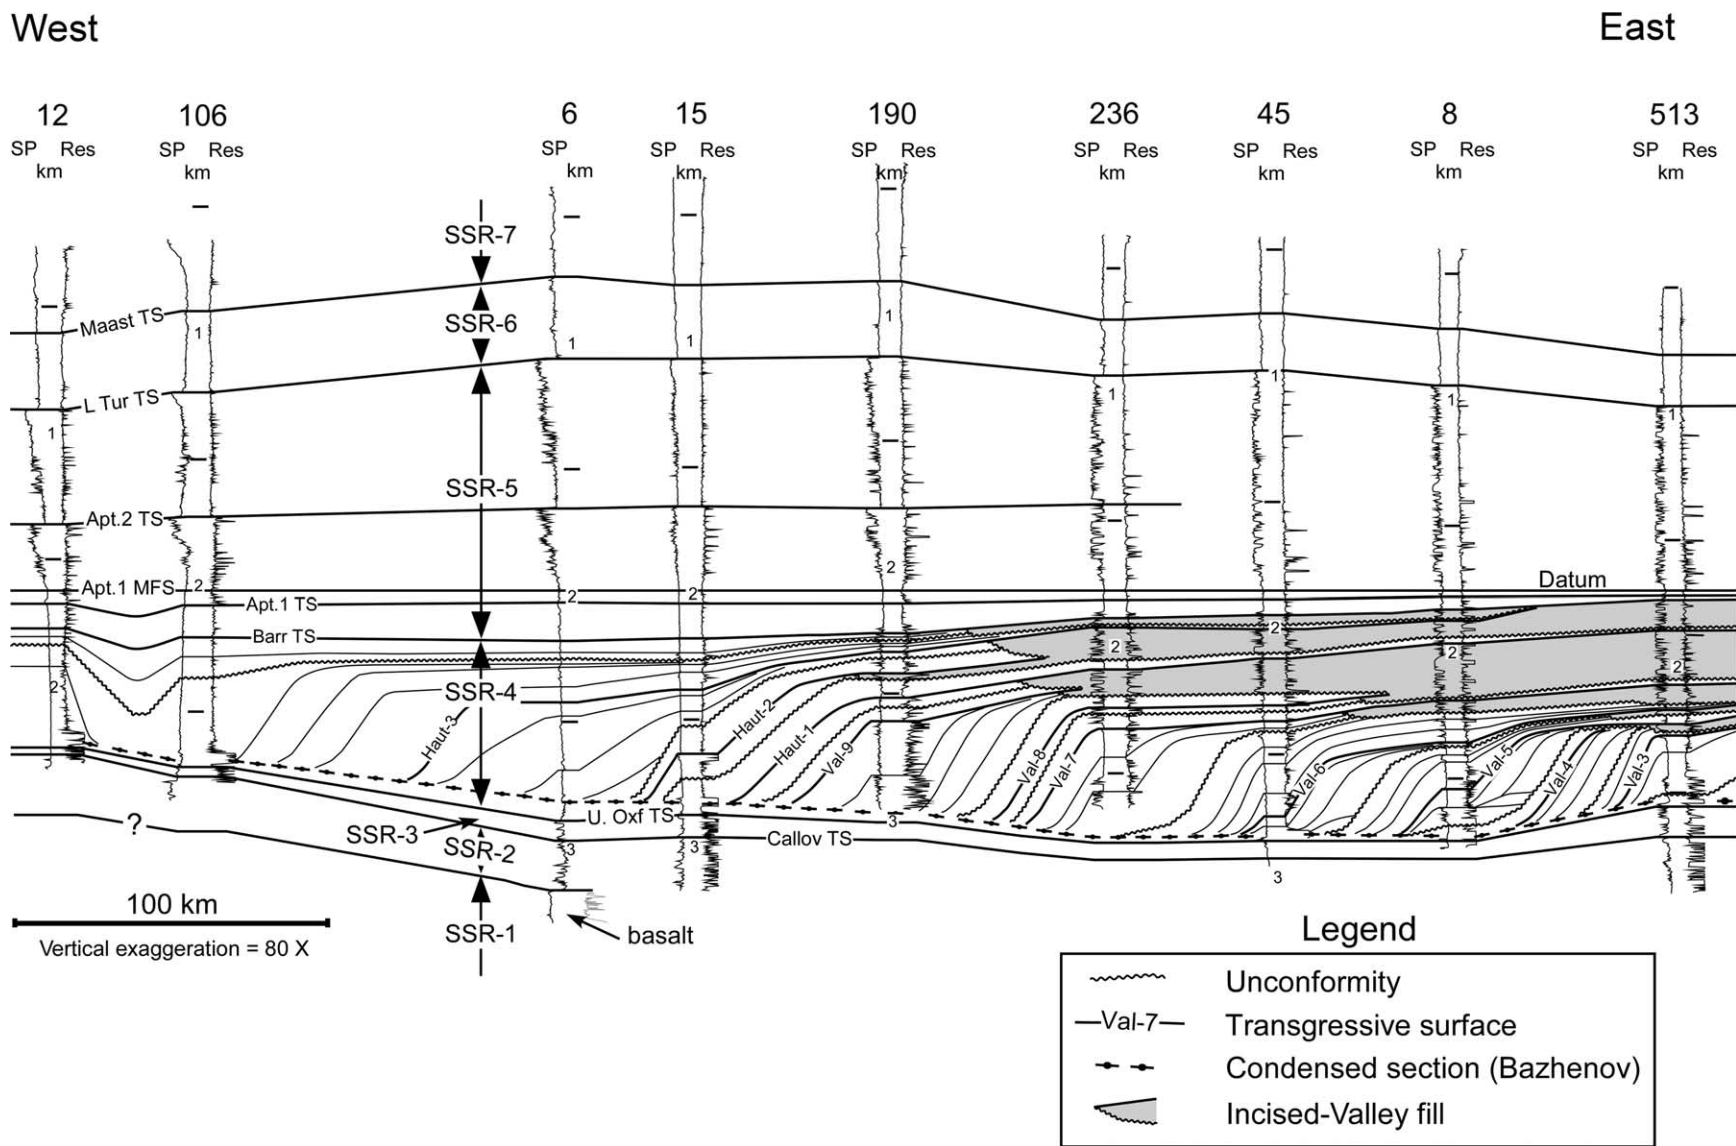 West East
12 106 6 15 190 236 45 8 513
SP Res SP Res SP SP Res SP Res SP Res SP Res SP Res SP Res
km km km km km km km km km
SSR-7
Maast TS
1
SSR-6
1
1
1
L Tur TS
1
1
1
1
1
SSR-5
Apt.2 TS
2
Apt.1 MFS
2
2
2
Datum
Apt.1 TS
Barr TS
2
2
2
2
2
SSR-4
Haut-3
Haut-2
Haut-1
Val-9
Val-8
Val-7
Val-6
Val-5
Val-4
Val-3
U. Oxf TS
3
SSR-3
SSR-2
3
3
Callov TS
3
?
100 km
Vertical exaggeration = 80 X
SSR-1
basalt
Legend
Unconformity
Val-7 Transgressive surface
Condensed section (Bazhenov)
Incised-Valley fill